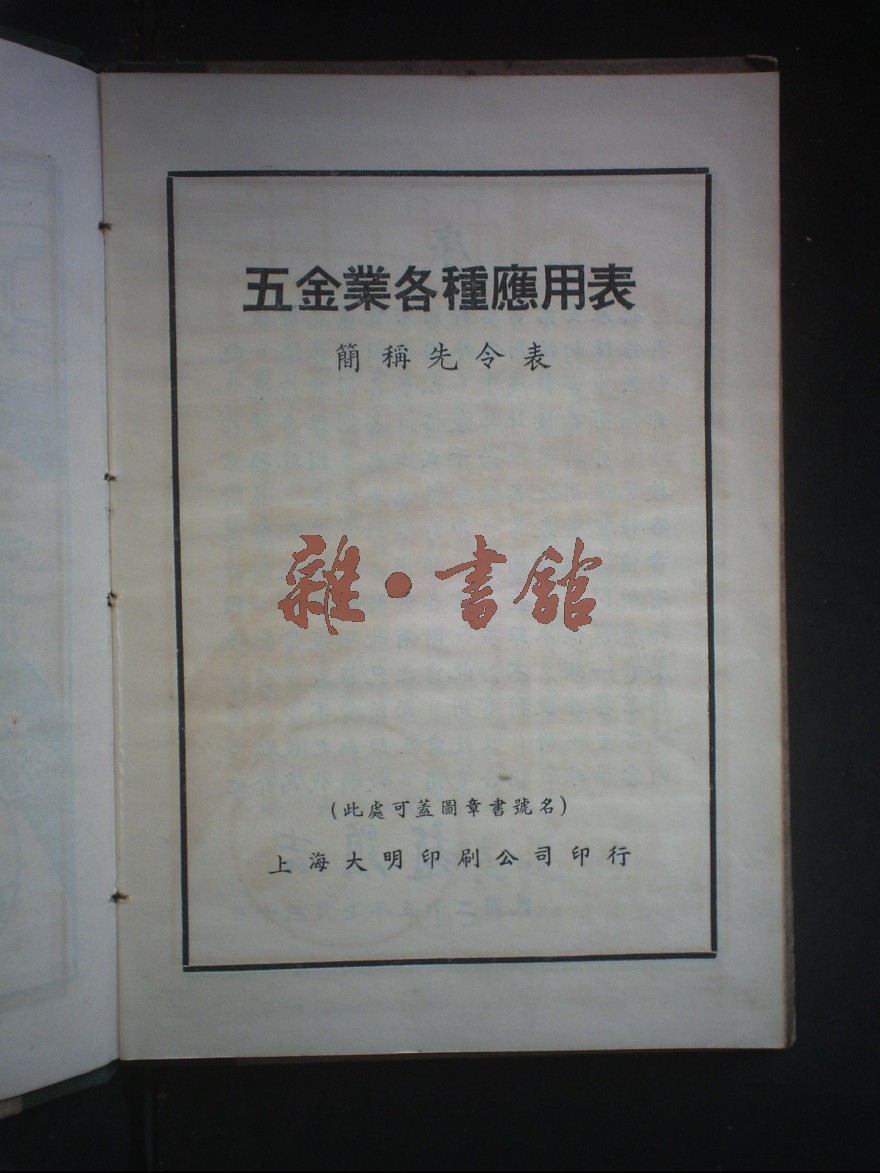 五金業各種應用表
簡稱先令表
雜·書館
(此處可蓋圖章書號名)
上海大明印刷公司印行